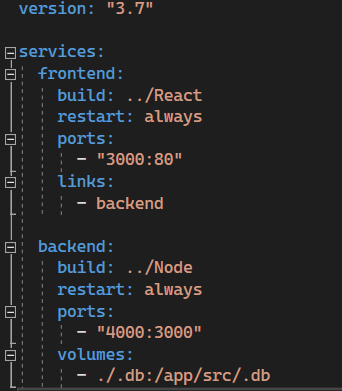 version: "3.7"
services:
  frontend:
    build: ../React
    restart: always
    ports:
      - "3000:80"
    links:
      - backend
  backend:
    build: ../Node
    restart: always
    ports:
      - "4000:3000"
    volumes:
      - ./.db:/app/src/.db